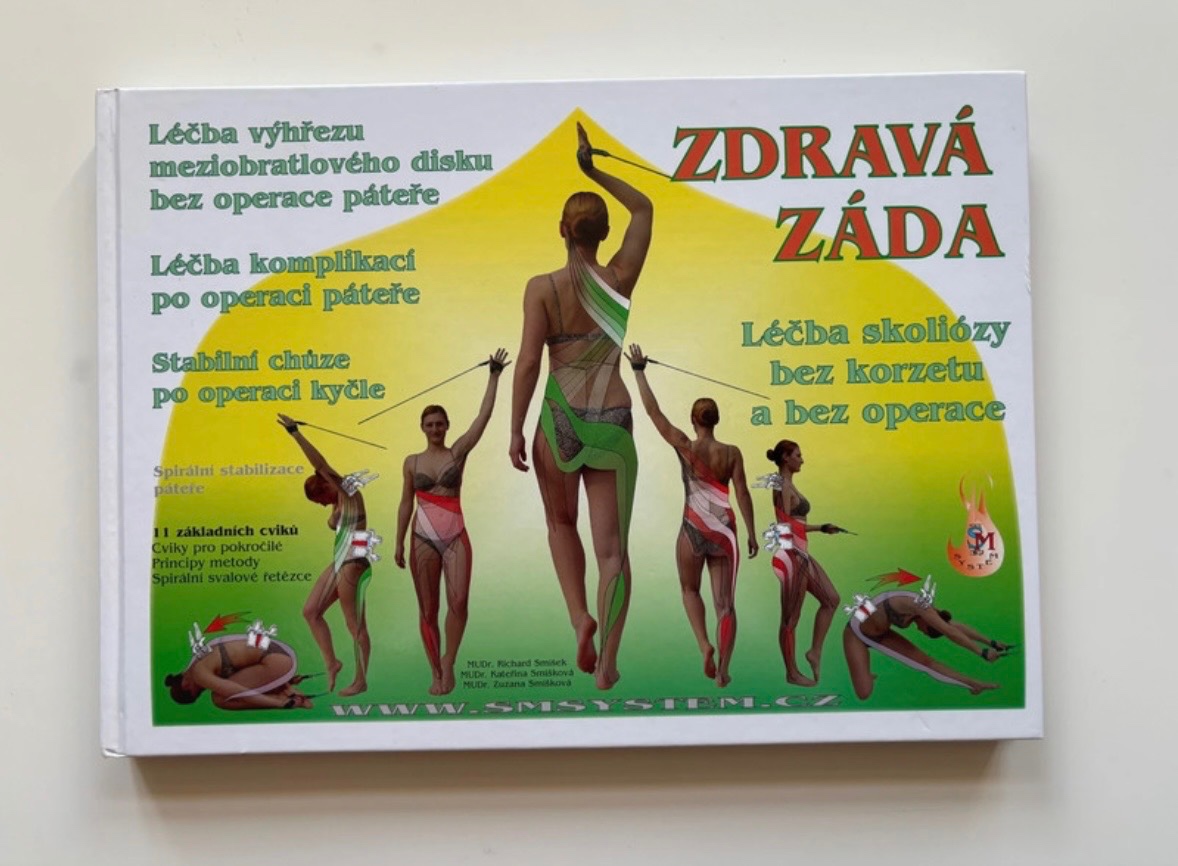 Léčba výhřezu
meziobratlového disku
bez operace páteře
Léčba komplikací
po operaci páteře
Stabilní chůze
po operaci kyčle
Spirální stabilizace
páteře
11 základních cviků
Cviky pro pokročilé
Principy metody
Spirální svalové řetězce
ZDRAVÁ
ZÁDA
Léčba skoliózy
bez korzetu
a bez operace
SM
SYSTEM
MUDr. Richard Smíšek
MUDr. Kateřina Smíšková
MUDr. Zuzana Smíšková
WWW.SMSYSTEM.CZ